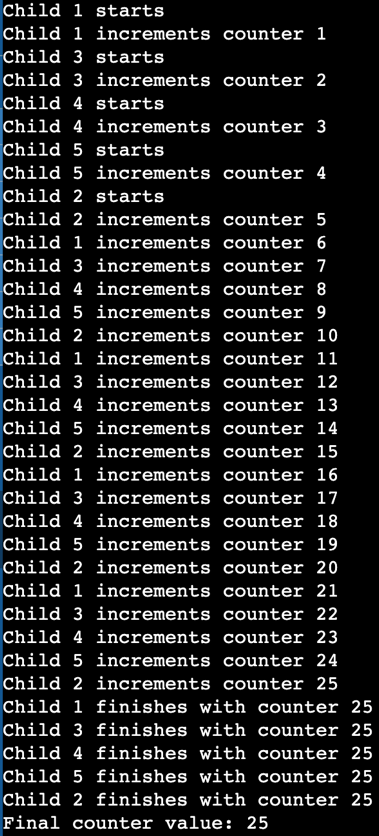 Child 1 starts
Child 1 increments counter 1
Child 3 starts
Child 3 increments counter 2
Child 4 starts
Child 4 increments counter 3
Child 5 starts
Child 5 increments counter 4
Child 2 starts
Child 2 increments counter 5
Child 1 increments counter 6
Child 3 increments counter 7
Child 4 increments counter 8
Child 5 increments counter 9
Child 2 increments counter 10
Child 1 increments counter 11
Child 3 increments counter 12
Child 4 increments counter 13
Child 5 increments counter 14
Child 2 increments counter 15
Child 1 increments counter 16
Child 3 increments counter 17
Child 4 increments counter 18
Child 5 increments counter 19
Child 2 increments counter 20
Child 1 increments counter 21
Child 3 increments counter 22
Child 4 increments counter 23
Child 5 increments counter 24
Child 2 increments counter 25
Child 1 finishes with counter 25
Child 3 finishes with counter 25
Child 4 finishes with counter 25
Child 5 finishes with counter 25
Child 2 finishes with counter 25
Final counter value: 25